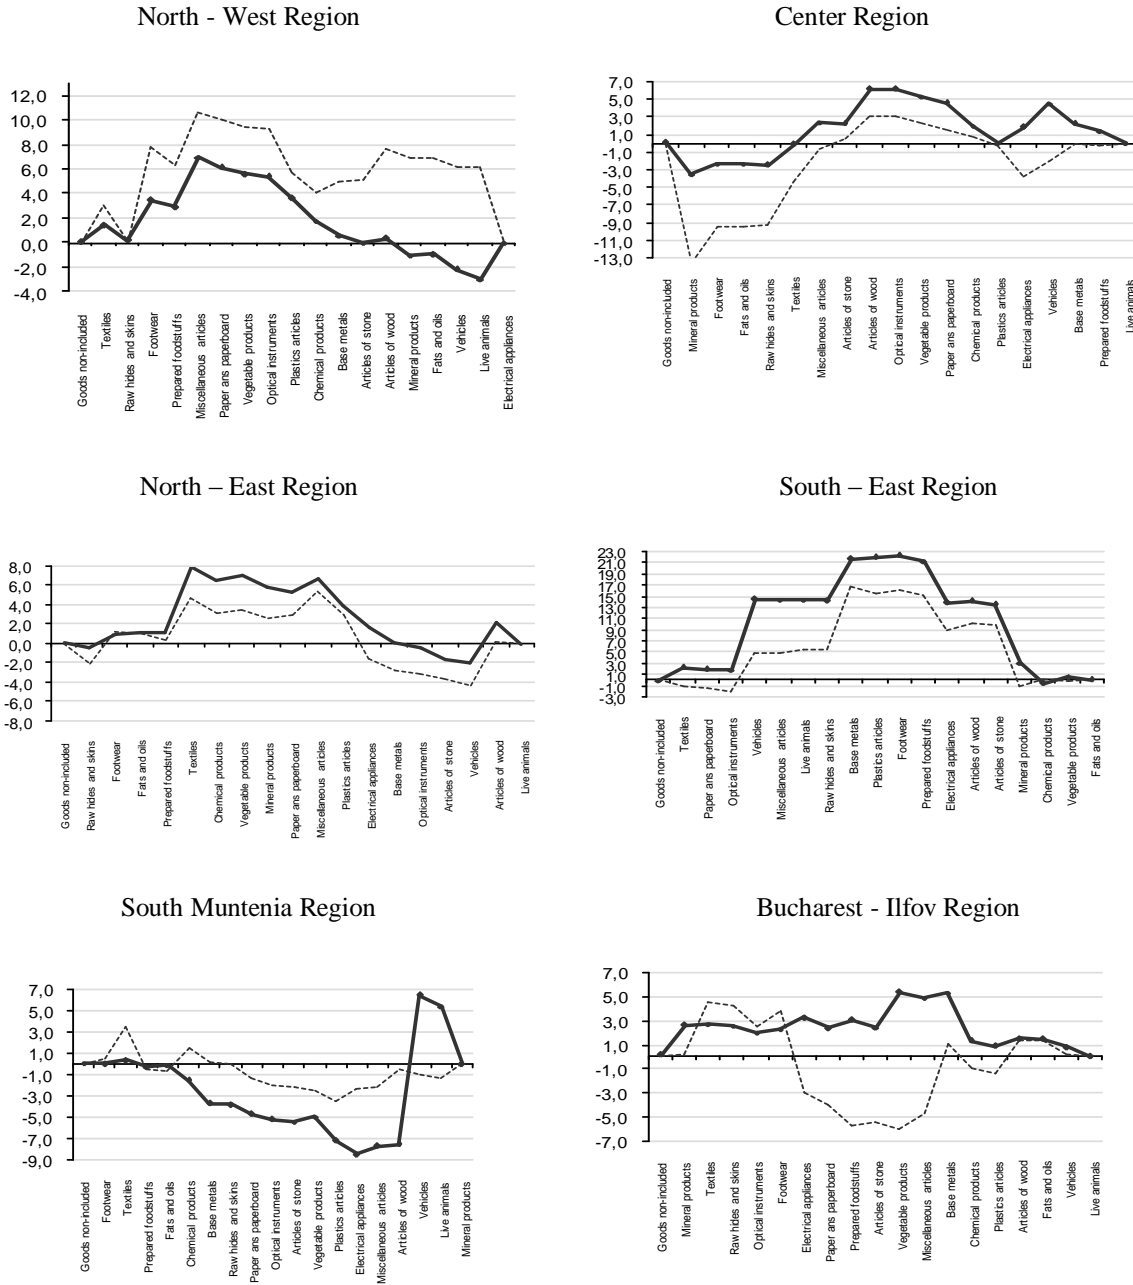 North - West Region
12,0
10,0
8,0
6,0
4,0
2,0
0,0
-2,0
-4,0
Goods non-included
Textiles
Raw hides and skins
Footwear
Prepared foodstuffs
Miscellaneous articles
Paper ans paperboard
Vegetable products
Optical instruments
Plastics articles
Chemical products
Base metals
Articles of stone
Articles of wood
Mineral products
Fats and oils
Vehicles
Live animals
Electrical appliances
Center Region
7,0
5,0
3,0
1,0
-1,0
-3,0
-5,0
-7,0
-9,0
-11,0
-13,0
Goods non-included
Mineral products
Footwear
Fats and oils
Raw hides and skins
Textiles
Miscellaneous articles
Articles of stone
Articles of wood
Optical instruments
Vegetable products
Paper ans paperboard
Chemical products
Plastics articles
Electrical appliances
Vehicles
Base metals
Prepared foodstuffs
Live animals
North – East Region
8,0
6,0
4,0
2,0
0,0
-2,0
-4,0
-6,0
-8,0
Goods non-included
Raw hides and skins
Footwear
Fats and oils
Prepared foodstuffs
Textiles
Chemical products
Vegetable products
Mineral products
Paper ans paperboard
Miscellaneous articles
Plastics articles
Electrical appliances
Base metals
Optical instruments
Articles of stone
Vehicles
Articles of wood
Live animals
South – East Region
23,0
21,0
19,0
17,0
15,0
13,0
11,0
9,0
7,0
5,0
3,0
1,0
-1,0
-3,0
Goods non-included
Textiles
Paper ans paperboard
Optical instruments
Vehicles
Miscellaneous articles
Live animals
Raw hides and skins
Base metals
Plastics articles
Footwear
Prepared foodstuffs
Electrical appliances
Articles of wood
Articles of stone
Mineral products
Chemical products
Vegetable products
Fats and oils
South Muntenia Region
7,0
5,0
3,0
1,0
-1,0
-3,0
-5,0
-7,0
-9,0
Goods non-included
Footwear
Textiles
Prepared foodstuffs
Fats and oils
Chemical products
Base metals
Raw hides and skins
Paper ans paperboard
Optical instruments
Articles of stone
Vegetable products
Plastics articles
Electrical appliances
Miscellaneous articles
Articles of wood
Vehicles
Live animals
Mineral products
Bucharest - Ilfov Region
7,0
5,0
3,0
1,0
-1,0
-3,0
-5,0
-7,0
Goods non-included
Mineral products
Textiles
Raw hides and skins
Optical instruments
Footwear
Electrical appliances
Paper ans paperboard
Prepared foodstuffs
Articles of stone
Vegetable products
Miscellaneous articles
Base metals
Chemical products
Plastics articles
Articles of wood
Fats and oils
Vehicles
Live animals